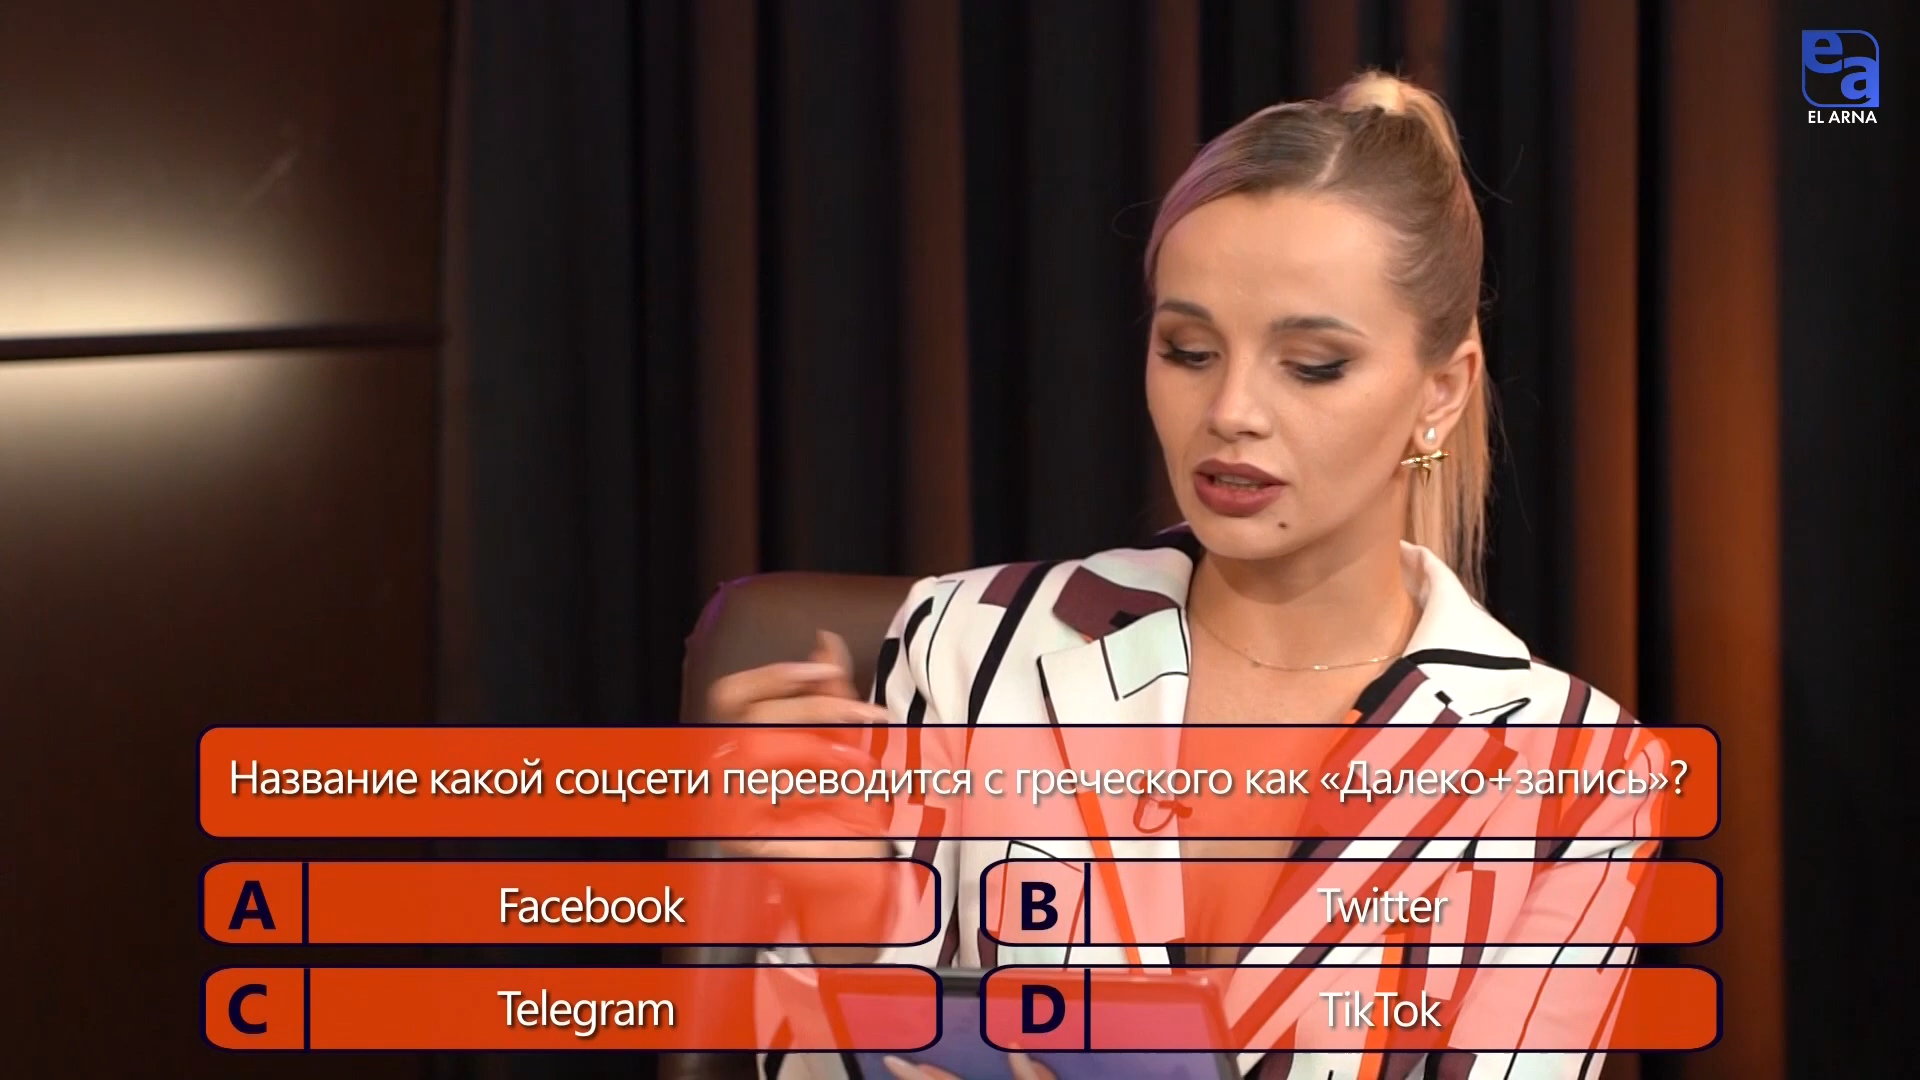 ea
EL ARNA
Название какой соцсети переводится с греческого как «Далеко+запись»?
A Facebook
B Twitter
C Telegram
D TikTok